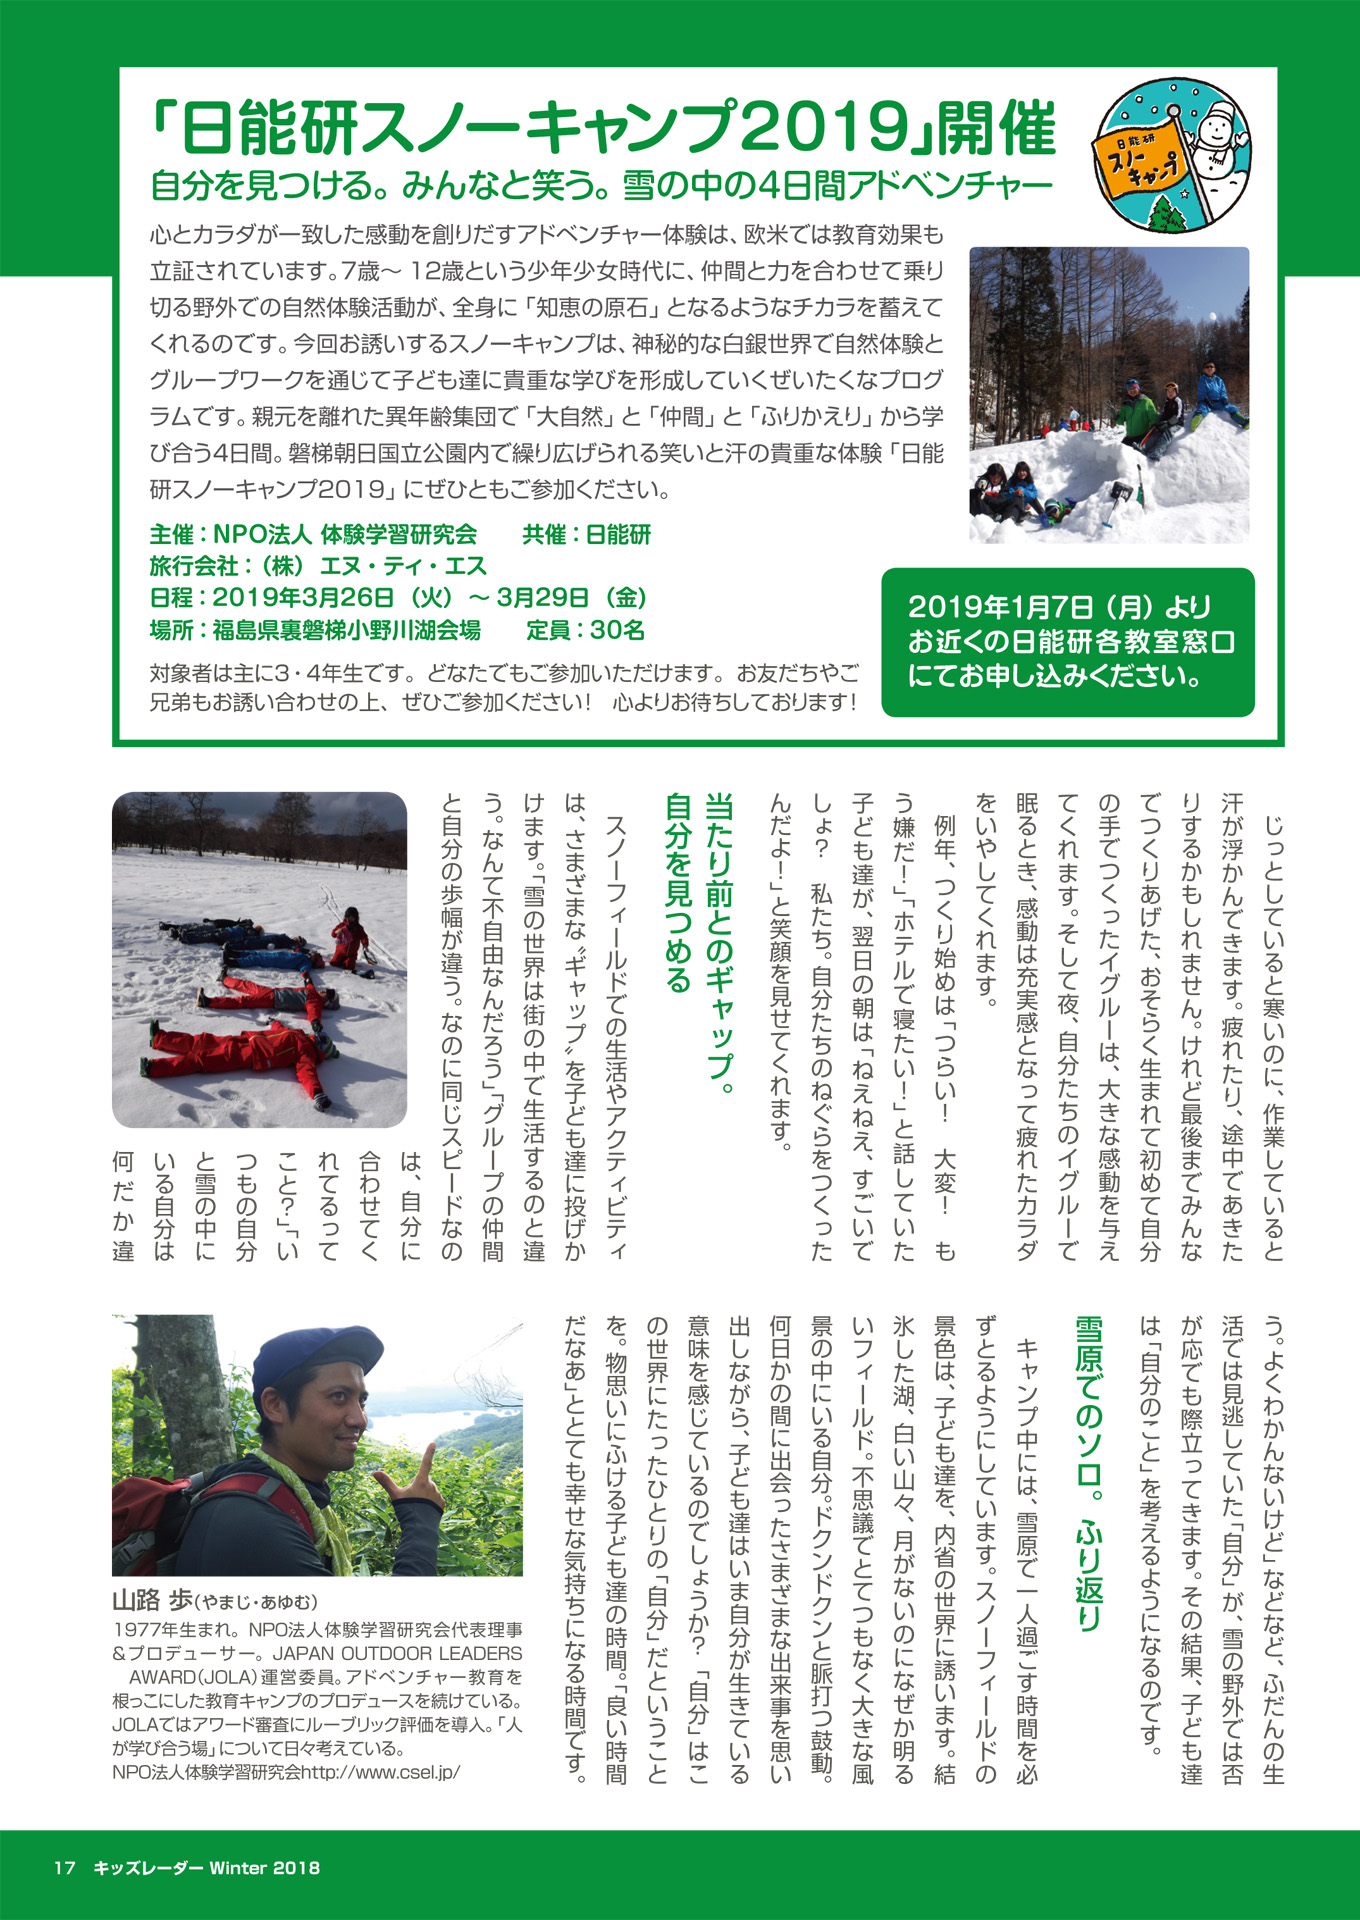 「日能研スノーキャンプ2019」開催
自分を見つける。みんなと笑う。雪の中の4日間アドベンチャー
日能研
スノー
キャンプ
心とカラダが一致した感動を創りだすアドベンチャー体験は、欧米では教育効果も
立証されています。7歳～12歳という少年少女時代に、仲間と力を合わせて乗り
切る野外での自然体験活動が、全身に「知恵の原石」となるようなチカラを蓄えて
くれるのです。今回お誘いするスノーキャンプは、神秘的な白銀世界で自然体験と
グループワークを通じて子ども達に貴重な学びを形成していくぜいたくなプログ
ラムです。親元を離れた異年齢集団で「大自然」と「仲間」と「ふりかえり」から学
び合う4日間。磐梯朝日国立公園内で繰り広げられる笑いと汗の貴重な体験「日能
研スノーキャンプ2019」にぜひともご参加ください。
主催：NPO法人 体験学習研究会　　共催：日能研
旅行会社：（株）エヌ・ティ・エス
日程：2019年3月26日（火）～3月29日（金）
場所：福島県裏磐梯小野川湖会場　　定員：30名
対象者は主に3・4年生です。どなたでもご参加いただけます。お友だちやご
兄弟もお誘い合わせの上、ぜひご参加ください！　心よりお待ちしております！
2019年1月7日（月）より
お近くの日能研各教室窓口
にてお申し込みください。
じっとしていると寒いのに、作業していると
汗が浮かんできます。疲れたり、途中であきた
りするかもしれません。けれど最後までみんな
でつくりあげた、おそらく生まれて初めて自分
の手でつくったイグルーは、大きな感動を与え
てくれます。そして夜、自分たちのイグルーで
眠るとき、感動は充実感となって疲れたカラダ
をいやしてくれます。
例年、つくり始めは「つらい！　大変！　も
う嫌だ！」「ホテルで寝たい！」と話していた
子ども達が、翌日の朝は「ねえねえ、すごいで
しょ？　私たち。自分たちのねぐらをつくった
んだよ！」と笑顔を見せてくれます。
当たり前とのギャップ。
自分を見つめる
スノーフィールドでの生活やアクティビティ
は、さまざまな〝ギャップ〟を子ども達に投げか
けます。「雪の世界は街の中で生活するのと違
う。なんて不自由なんだろう」「グループの仲間
と自分の歩幅が違う。なのに同じスピードなの
は、自分に
合わせてく
れてるって
こと？」「い
つもの自分
と雪の中に
いる自分は
何だか違
う。よくわかんないけど」などなど、ふだんの生
活では見逃していた「自分」が、雪の野外では否
が応でも際立ってきます。その結果、子ども達
は「自分のこと」を考えるようになるのです。
雪原でのソロ。ふり返り
キャンプ中には、雪原で一人過ごす時間を必
ずとるようにしています。スノーフィールドの
景色は、子ども達を、内省の世界に誘います。結
氷した湖、白い山々、月がないのになぜか明る
いフィールド。不思議でとてつもなく大きな風
景の中にいる自分。ドクンドクンと脈打つ鼓動。
何日かの間に出会ったさまざまな出来事を思い
出しながら、子ども達はいま自分が生きている
意味を感じているのでしょうか？「自分」はこ
の世界にたったひとりの「自分」だということ
を。物思いにふける子ども達の時間。「良い時間
だなあ」ととても幸せな気持ちになる時間です。
山路 歩（やまじ・あゆむ）
1977年生まれ。NPO法人体験学習研究会代表理事
&プロデューサー。JAPAN OUTDOOR LEADERS
AWARD（JOLA）運営委員。アドベンチャー教育を
根っこにした教育キャンプのプロデュースを続けている。
JOLAではアワード審査にルーブリック評価を導入。「人
が学び合う場」について日々考えている。
NPO法人体験学習研究会http://www.csel.jp/
17 キッズレーダー Winter 2018